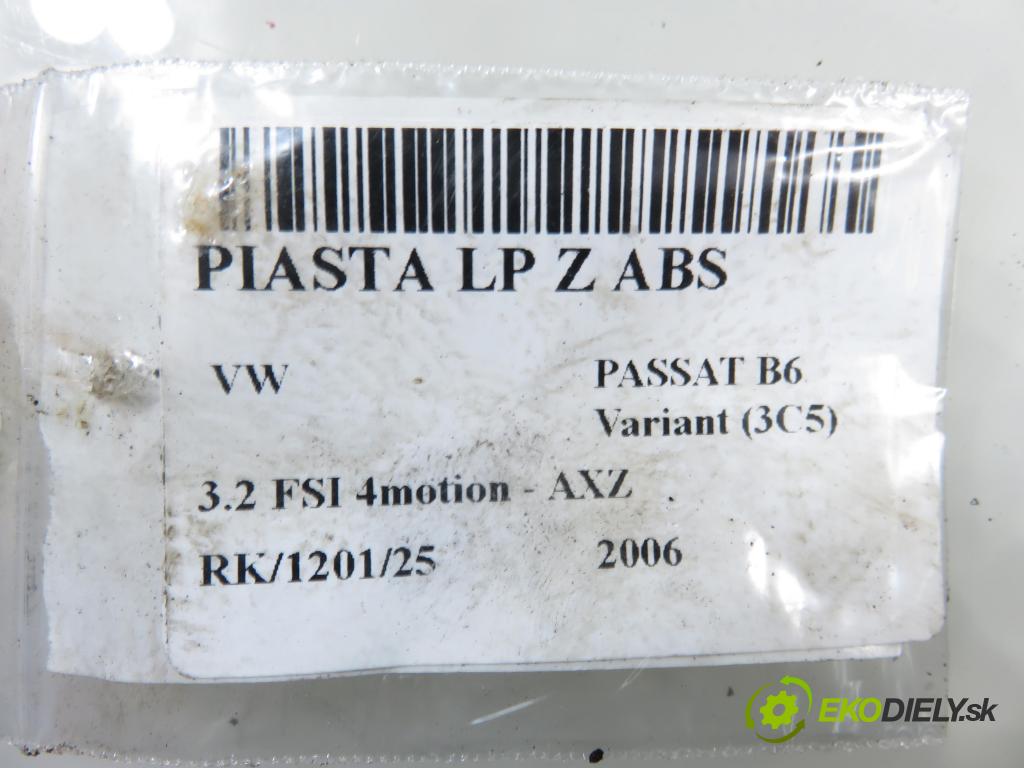 PIASTA LP Z ABS
VW
PASSAT B6
Variant (3C5)
3.2 FSI 4motion - AXZ
RK/1201/25
2006
EKODIELY.sk